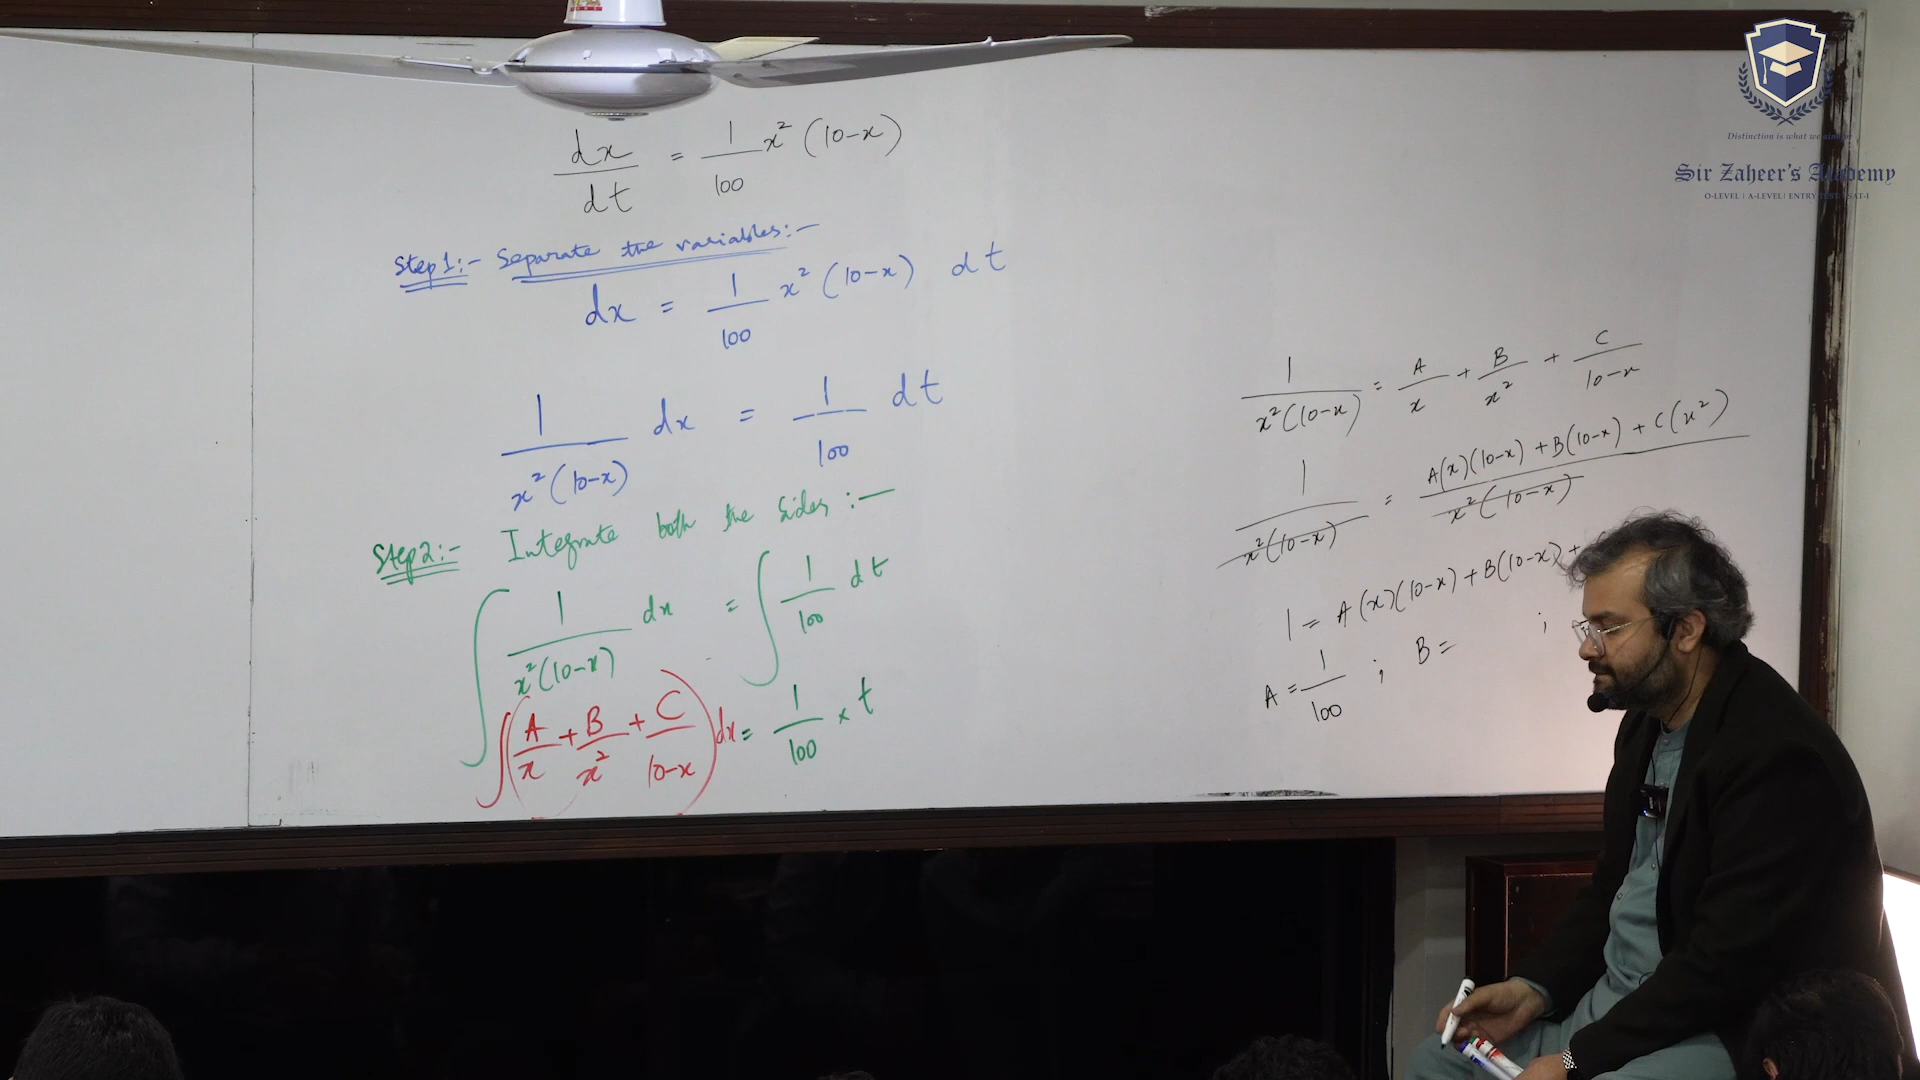 dx/dt = 1/100 x² (10-x)
Step 1:- Separate the variables:-
dx = 1/100 x² (10-x) dt
1/x²(10-x) dx = 1/100 dt
Step 2:- Integrate both the sides:-
∫ 1/x²(10-x) dx = ∫ 1/100 dt
∫(A/x + B/x² + C/10-x) dx = 1/100 × t
1/x²(10-x) = A/x + B/x² + C/10-x
1/x²(10-x) = A(x)(10-x) + B(10-x) + C(x²)/x²(10-x)
1 = A(x)(10-x) + B(10-x) +
A = 1/100 ; B = ;
Distinction is what we
Sir Zaheer's Academy
O-LEVEL | A-LEVEL | ENTRY TEST | SAT-I